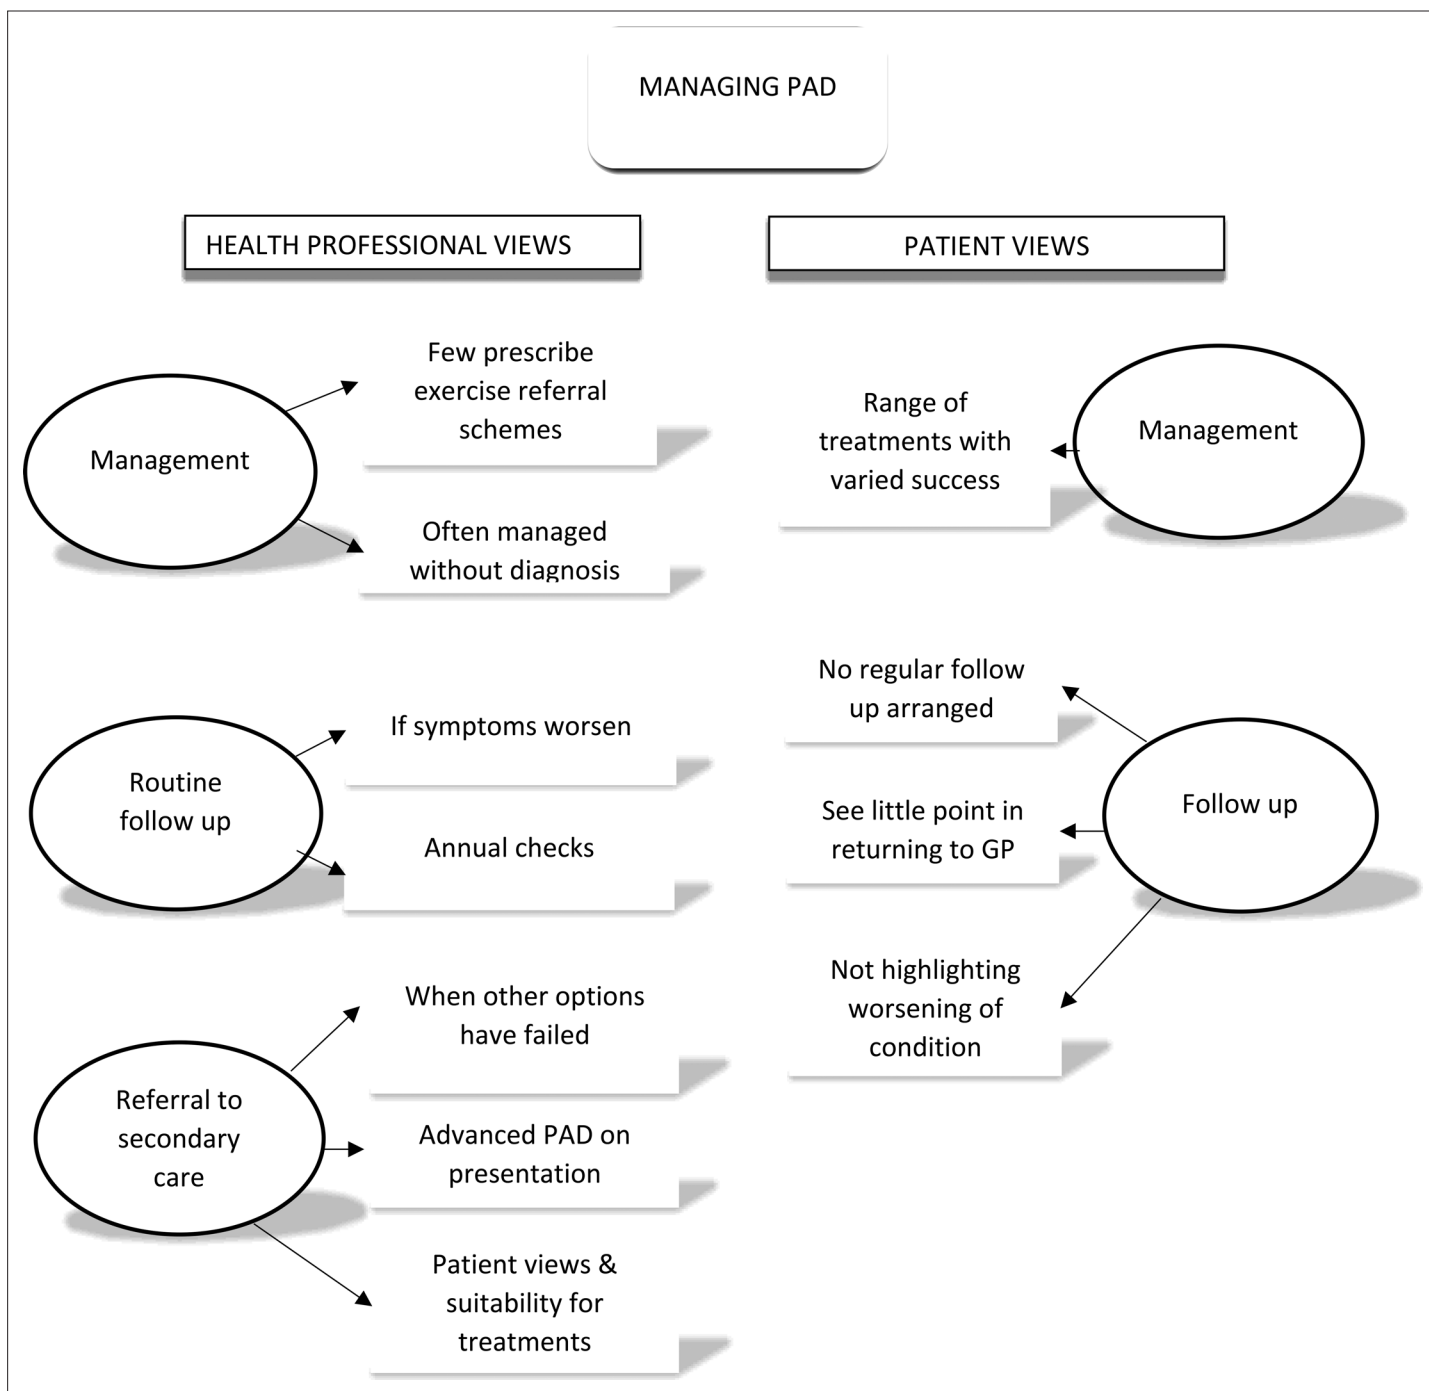 MANAGING PAD
HEALTH PROFESSIONAL VIEWS
Management
Few prescribe
exercise referral
schemes
Often managed
without diagnosis
Routine
follow up
If symptoms worsen
Annual checks
Referral to
secondary
care
When other options
have failed
Advanced PAD on
presentation
Patient views &
suitability for
treatments
PATIENT VIEWS
Management
Range of
treatments with
varied success
Follow up
No regular follow
up arranged
See little point in
returning to GP
Not highlighting
worsening of
condition